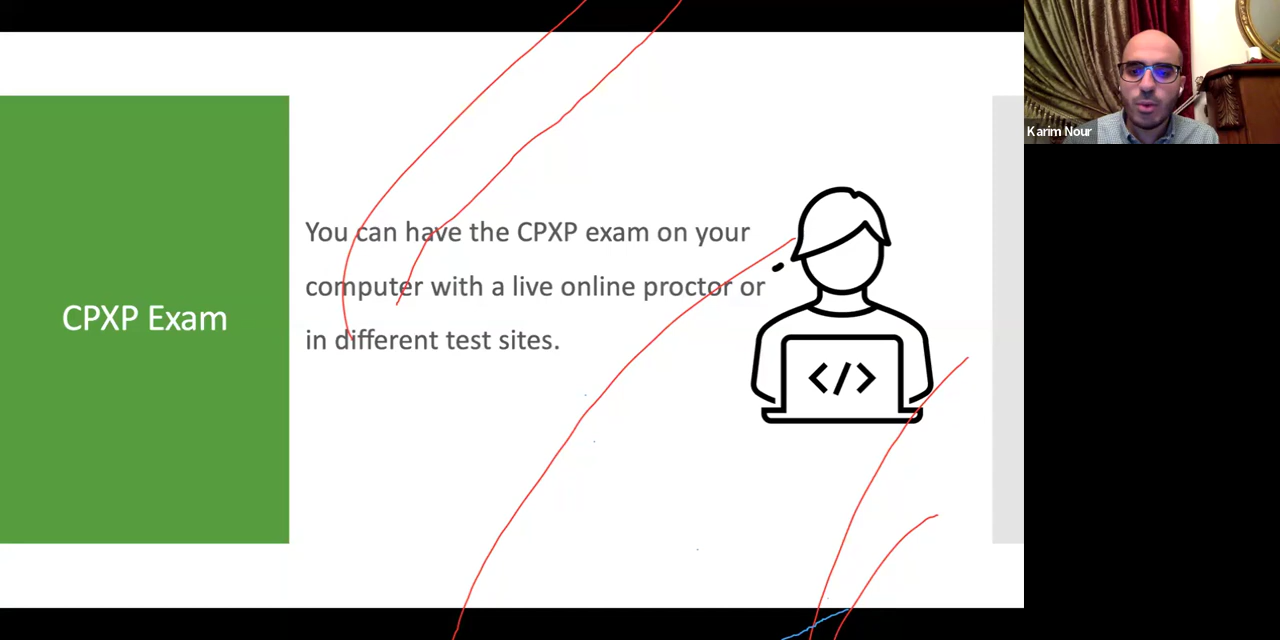 CPXP Exam
You can have the CPXP exam on your
computer with a live online proctor or
in different test sites.
</>
Karim Nour